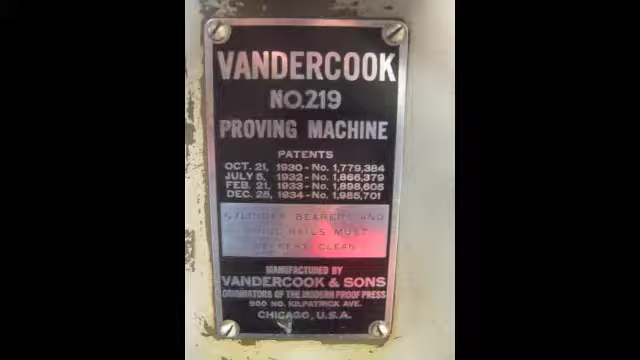 VANDERCOOK
NO.219
PROVING MACHINE
PATENTS
OCT. 21, 1930 - No. 1,779,384
JULY 5, 1932 - No. 1,866,379
FEB. 21, 1933 - No. 1,898,605
DEC. 25, 1934 - No. 1,985,701
CYLINDER BEARERS AND
RAILS MUST
BE KEPT CLEAN
MANUFACTURED BY
VANDERCOOK & SONS
ORIGINATORS OF THE MODERN PROOF PRESS
900 NO. KILPATRICK AVE.
CHICAGO, U.S.A.